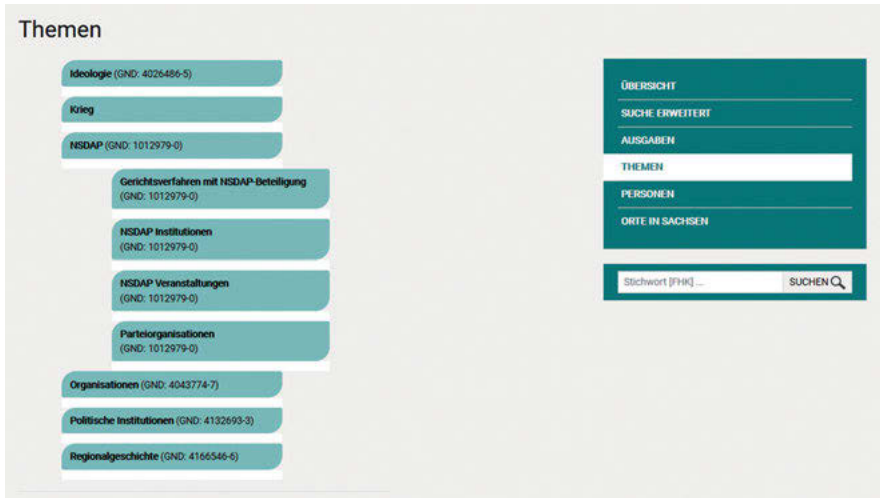 Themen
Ideologie (GND: 4026486-5)
Krieg
NSDAP (GND: 1012979-0)
Gerichtsverfahren mit NSDAP-Beteiligung
(GND: 1012979-0)
NSDAP Institutionen
(GND: 1012979-0)
NSDAP Veranstaltungen
(GND: 1012979-0)
Parteiorganisationen
(GND: 1012979-0)
Organisationen (GND: 4043774-7)
Politische Institutionen (GND: 4132693-3)
Regionalgeschichte (GND: 4166546-6)
ÜBERSICHT
SUCHE ERWEITERT
AUSGABEN
THEMEN
PERSONEN
ORTE IN SACHSEN
Stichwort [FHK] ... SUCHEN